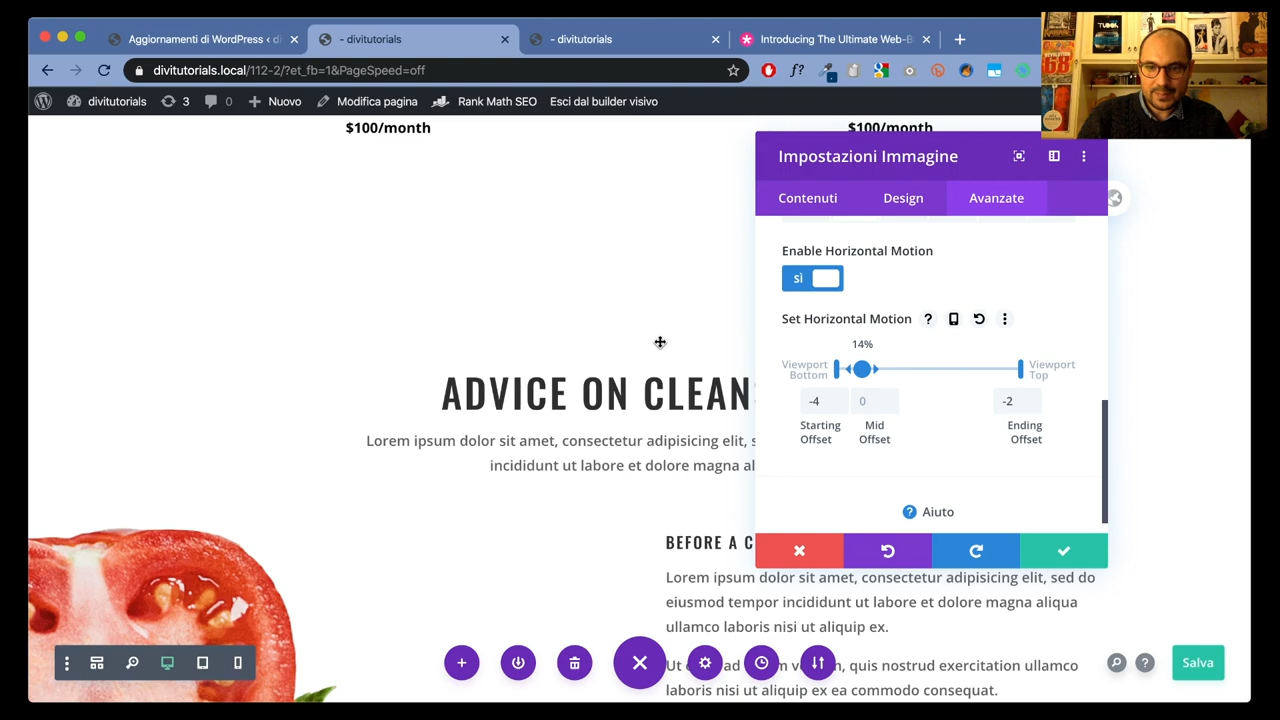 Aggiornamenti di WordPress ‹ di
- divitutorials
- divitutorials
Introducing The Ultimate Web-B
divitutorials.local/112-2/?et_fb=1&PageSpeed=off
divitutorials
3
0
Nuovo
Modifica pagina
Rank Math SEO
Esci dal builder visivo
$100/month
$100/month
Impostazioni Immagine
Contenuti
Design
Avanzate
Enable Horizontal Motion
sì
Set Horizontal Motion
14%
Viewport
Bottom
Viewport
Top
-4
0
-2
Starting
Offset
Mid
Offset
Ending
Offset
Aiuto
ADVICE ON CLEAN
Lorem ipsum dolor sit amet, consectetur adipisicing elit, s
incididunt ut labore et dolore magna al
BEFORE A C
Lorem ipsum dolor sit amet, consectetur adipisicing elit, sed do
eiusmod tempor incididunt ut labore et dolore magna aliqua
ullamco laboris nisi ut aliquip ex.
Ut ad m quis nostrud exercitation ullamco
laboris nisi ut aliquip ex ea commodo consequat.
Salva